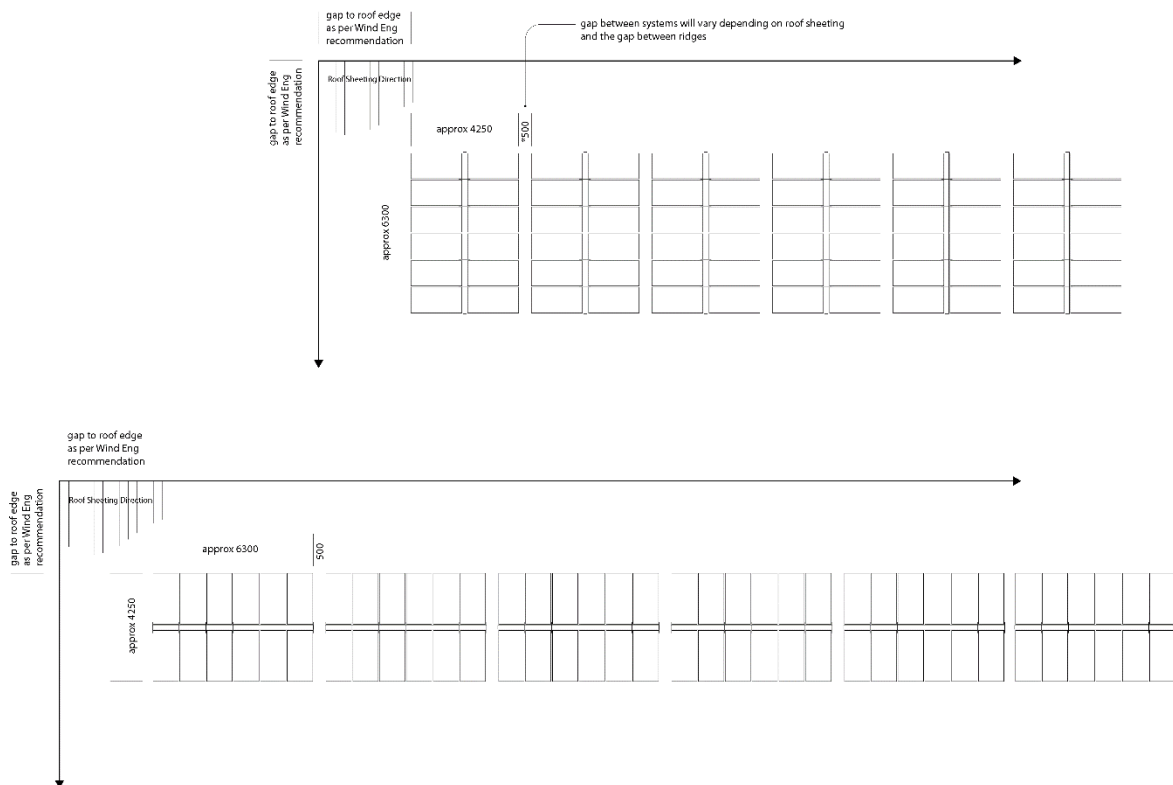 gap to roof edge
as per Wind Eng
recommendation
gap between systems will vary depending on roof sheeting
and the gap between ridges
gap to roof edge
as per Wind Eng
recommendation
Roof Sheeting Direction
approx 4250
*500
approx 6300
gap to roof edge
as per Wind Eng
recommendation
gap to roof edge
as per Wind Eng
recommendation
Roof Sheeting Direction
approx 6300
500
approx 4250